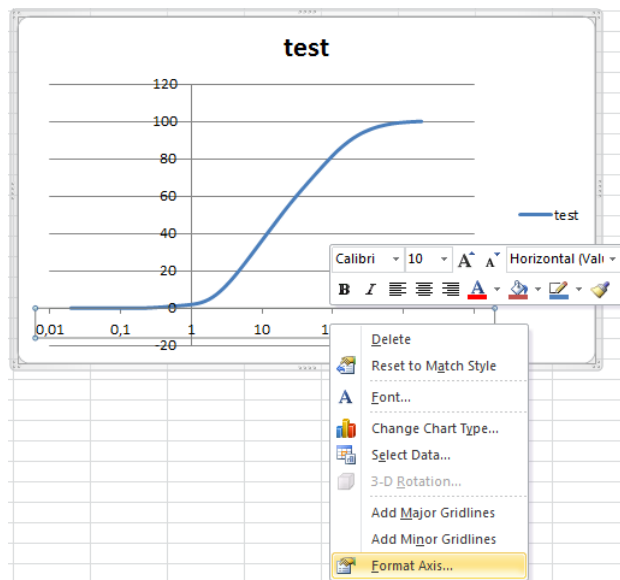 test
120
100
80
60
40
20
0
-20
0,01 0,1 1 10
test
Calibri 10 A A Horizontal (Valu
B I A
Delete
Reset to Match Style
A Font...
Change Chart Type...
Select Data...
3-D Rotation...
Add Major Gridlines
Add Minor Gridlines
Format Axis...